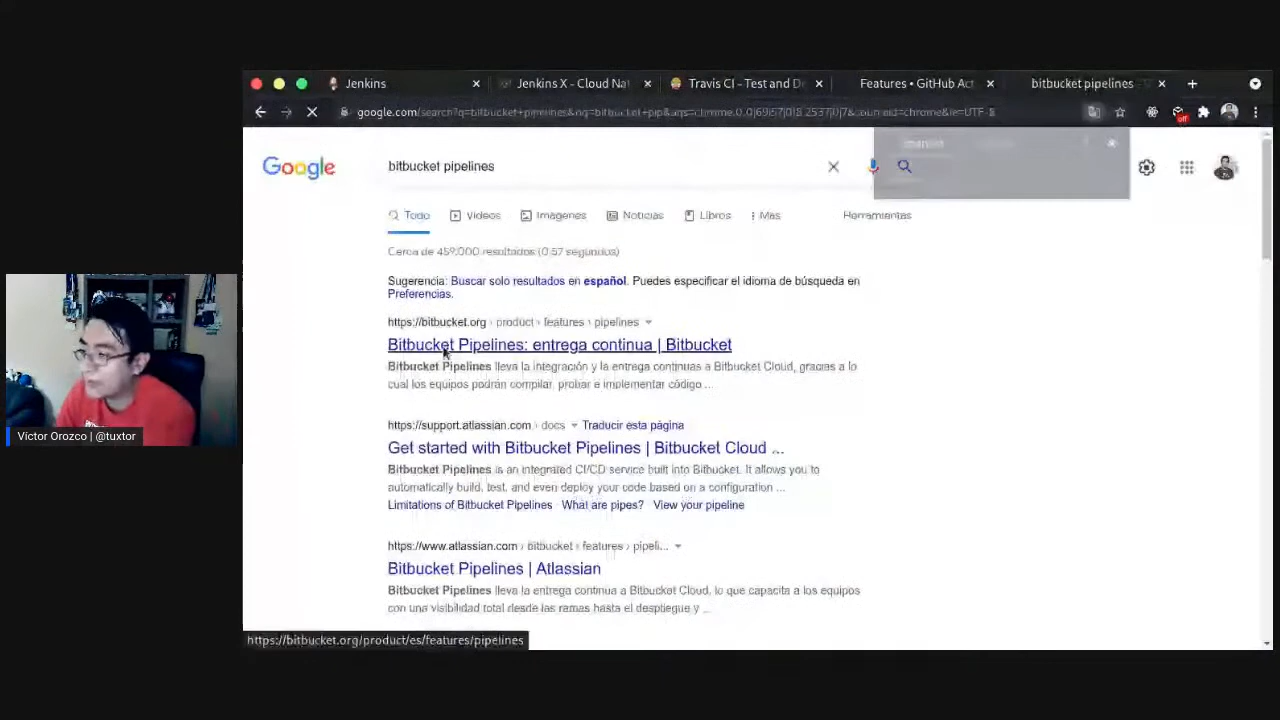 Jenkins
Jenkins X - Cloud Nat
Travis CI - Test and De
Features • GitHub Act
bitbucket pipelines
Google
bitbucket pipelines
Todo
Videos
Imágenes
Noticias
Libros
Más
Herramientas
Cerca de 459,000 resultados (0.57 segundos)
Sugerencia: Buscar solo resultados en español. Puedes especificar el idioma de búsqueda en
Preferencias.
https://bitbucket.org › product › features › pipelines
Bitbucket Pipelines: entrega continua | Bitbucket
Bitbucket Pipelines lleva la integración y la entrega continuas a Bitbucket Cloud, gracias a lo
cual los equipos podrán compilar, probar e implementar código ...
https://support.atlassian.com › docs
Traducir esta página
Get started with Bitbucket Pipelines | Bitbucket Cloud ...
Bitbucket Pipelines is an integrated CI/CD service built into Bitbucket. It allows you to
automatically build, test, and even deploy your code based on a configuration ...
Limitations of Bitbucket Pipelines · What are pipes? · View your pipeline
https://www.atlassian.com › bitbucket › features › pipeli...
Bitbucket Pipelines | Atlassian
Bitbucket Pipelines lleva la entrega continua a Bitbucket Cloud, lo que capacita a los equipos
con una visibilidad total desde las ramas hasta el despliegue y ...
https://bitbucket.org/product/es/features/pipelines
Víctor Orozco | @tuxtor